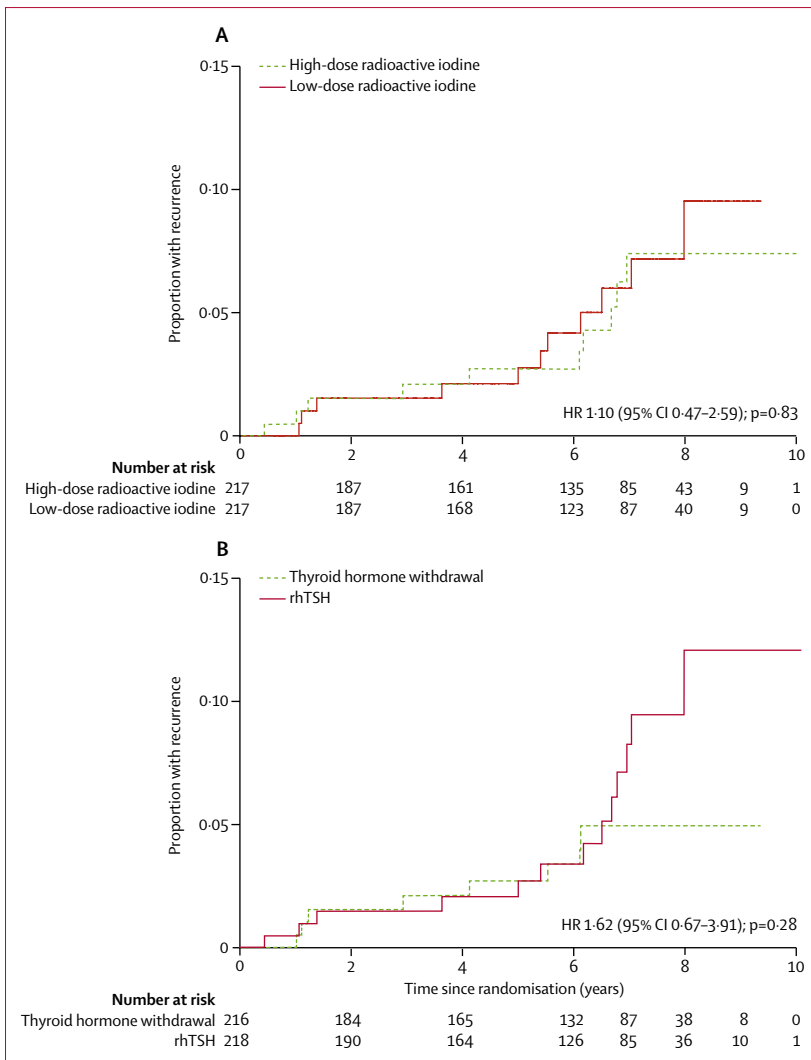 A
0·15
High-dose radioactive iodine
Low-dose radioactive iodine
0·10
Proportion with recurrence
0·05
HR 1·10 (95% CI 0·47–2·59); p=0·83
0
0 2 4 6 8 10
Number at risk
High-dose radioactive iodine 217 187 161 135 85 43 9 1
Low-dose radioactive iodine 217 187 168 123 87 40 9 0
B
0·15
Thyroid hormone withdrawal
rhTSH
0·10
Proportion with recurrence
0·05
HR 1·62 (95% CI 0·67–3·91); p=0·28
0
0 2 4 6 8 10
Time since randomisation (years)
Number at risk
Thyroid hormone withdrawal 216 184 165 132 87 38 8 0
rhTSH 218 190 164 126 85 36 10 1